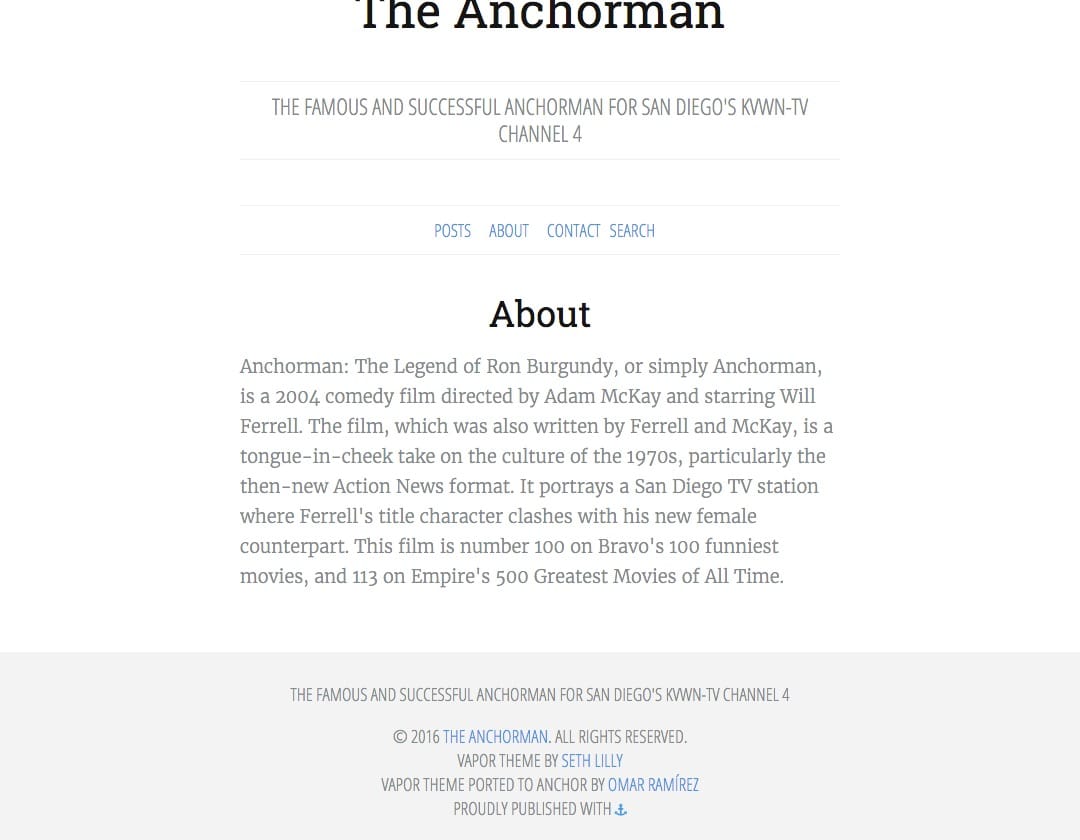 The Anchorman
THE FAMOUS AND SUCCESSFUL ANCHORMAN FOR SAN DIEGO'S KVWN-TV
CHANNEL 4
POSTS ABOUT CONTACT SEARCH
About
Anchorman: The Legend of Ron Burgundy, or simply Anchorman,
is a 2004 comedy film directed by Adam McKay and starring Will
Ferrell. The film, which was also written by Ferrell and McKay, is a
tongue-in-cheek take on the culture of the 1970s, particularly the
then-new Action News format. It portrays a San Diego TV station
where Ferrell's title character clashes with his new female
counterpart. This film is number 100 on Bravo's 100 funniest
movies, and 113 on Empire's 500 Greatest Movies of All Time.
THE FAMOUS AND SUCCESSFUL ANCHORMAN FOR SAN DIEGO'S KVWN-TV CHANNEL 4
© 2016 THE ANCHORMAN. ALL RIGHTS RESERVED.
VAPOR THEME BY SETH LILLY
VAPOR THEME PORTED TO ANCHOR BY OMAR RAMÍREZ
PROUDLY PUBLISHED WITH